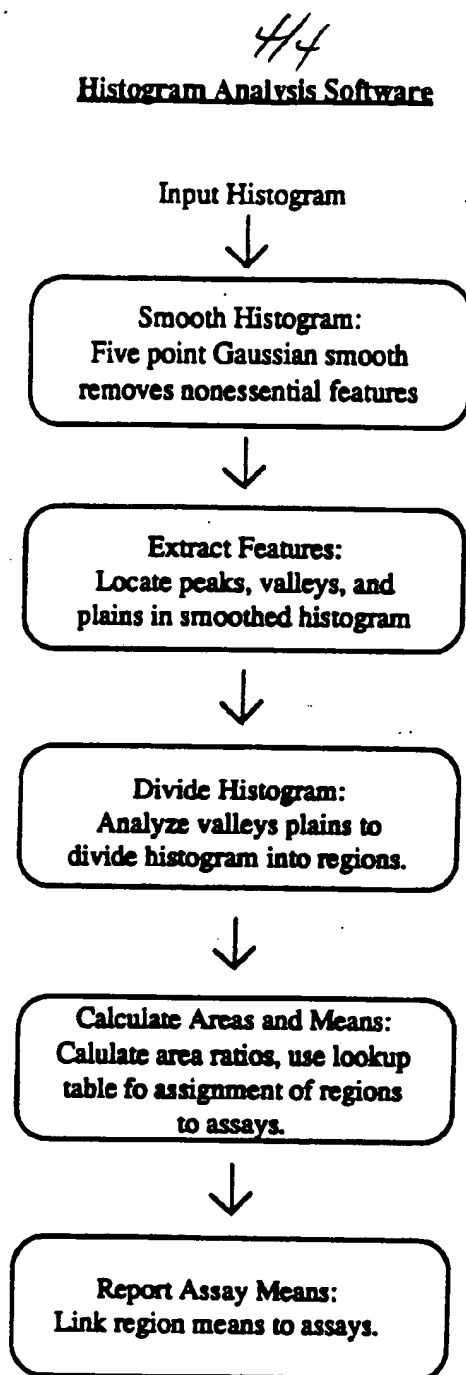 4/4
Histogram Analysis Software
Input Histogram
Smooth Histogram:
Five point Gaussian smooth
removes nonessential features
Extract Features:
Locate peaks, valleys, and
plains in smoothed histogram
Divide Histogram:
Analyze valleys plains to
divide histogram into regions.
Calculate Areas and Means:
Calulate area ratios, use lookup
table fo assignment of regions
to assays.
Report Assay Means:
Link region means to assays.